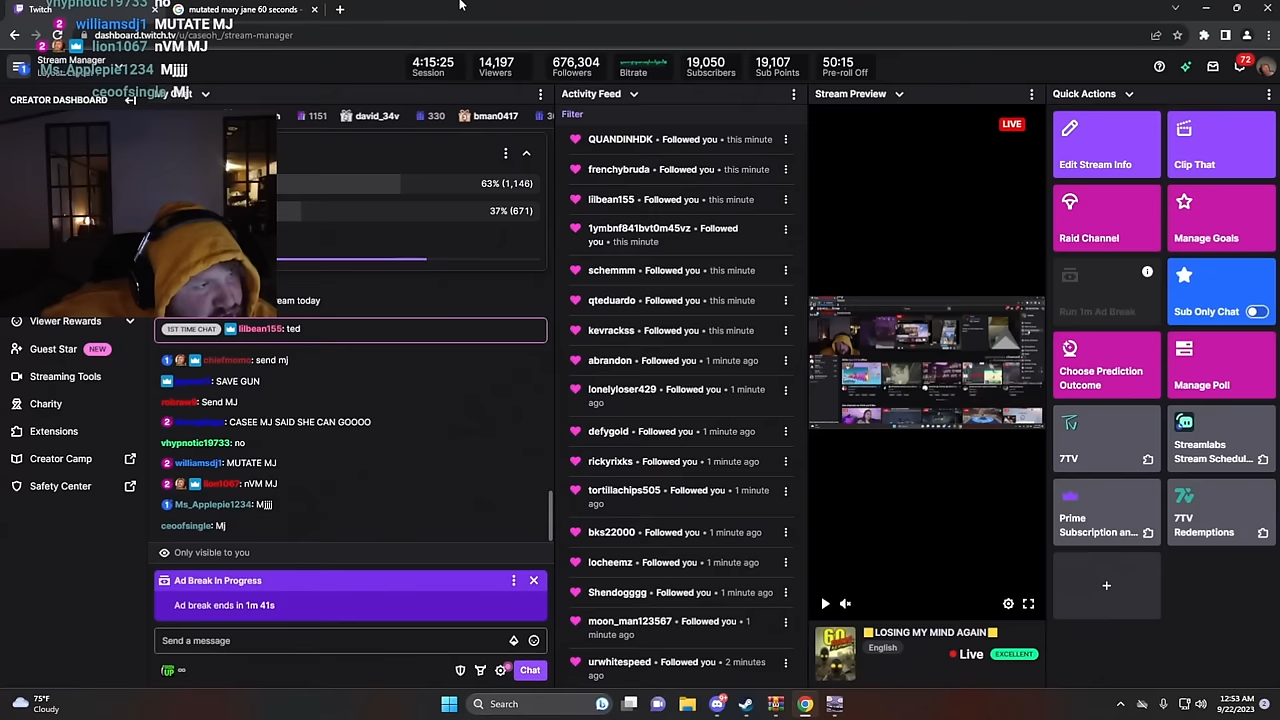 vhypnotic19733 no
williamsdj1 MUTATE MJ
lion1067 nVM MJ
Ms_Applepie1234 Mjjjj
ceoofsingle Mj
Twitch
mutated mary jane 60 seconds -
dashboard.twitch.tv/u/caseoh_/stream-manager
Stream Manager
4:15:25
Session
14,197
Viewers
676,304
Followers
Bitrate
19,050
Subscribers
19,107
Sub Points
50:15
Pre-roll Off
72
CREATOR DASHBOARD
Viewer Rewards
Guest Star NEW
Streaming Tools
Charity
Extensions
Creator Camp
Safety Center
1151 david_34v 330 bman0417
63% (1,146)
37% (671)
eam today
1ST TIME CHAT lilbean155: ted
chiefmomo: send mj
SAVE GUN
Send MJ
CASEE MJ SAID SHE CAN GOOOO
vhypnotic19733: no
williamsdj1: MUTATE MJ
lion1067: nVM MJ
Ms_Applepie1234: Mjjjj
ceoofsingle: Mj
Only visible to you
Ad Break In Progress
Ad break ends in 1m 41s
Send a message
Chat
Activity Feed
Filter
QUANDINHDK • Followed you • this minute
frenchybruda • Followed you • this minute
lilbean155 • Followed you • this minute
1ymbnf841bvt0m45vz • Followed
you • this minute
schemmm • Followed you • this minute
qteduardo • Followed you • this minute
kevrackss • Followed you • this minute
abrandon • Followed you • 1 minute ago
lonelyloser429 • Followed you • 1 minute
ago
defygold • Followed you • 1 minute ago
rickyrixks • Followed you • 1 minute ago
tortillachips505 • Followed you • 1 minute
ago
bks22000 • Followed you • 1 minute ago
locheemz • Followed you • 1 minute ago
Shendogggg • Followed you • 1 minute ago
moon_man123567 • Followed you • 1
minute ago
urwhitespeed • Followed you • 2 minutes
ago
Stream Preview
LIVE
🟨LOSING MY MIND AGAIN🟨
English
Live EXCELLENT
Quick Actions
Edit Stream Info
Clip That
Raid Channel
Manage Goals
Run 1m Ad Break
Sub Only Chat
Choose Prediction
Outcome
Manage Poll
7TV
Streamlabs
Stream Schedul...
Prime
Subscription an...
7TV
Redemptions
75°F
Cloudy
Search
12:53 AM
9/22/2023